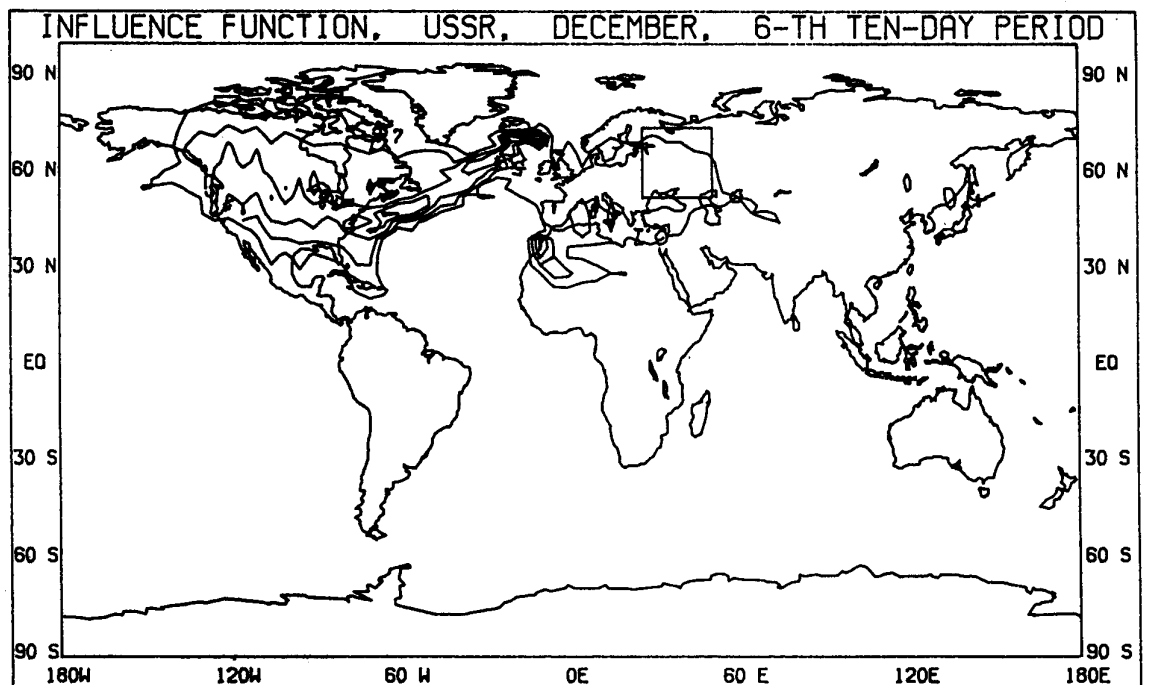 INFLUENCE FUNCTION, USSR, DECEMBER, 6-TH TEN-DAY PERIOD
90 N 90 N
60 N 60 N
30 N 30 N
EQ EQ
30 S 30 S
60 S 60 S
90 S 90 S
180W 120W 60 W 0E 60 E 120E 180E